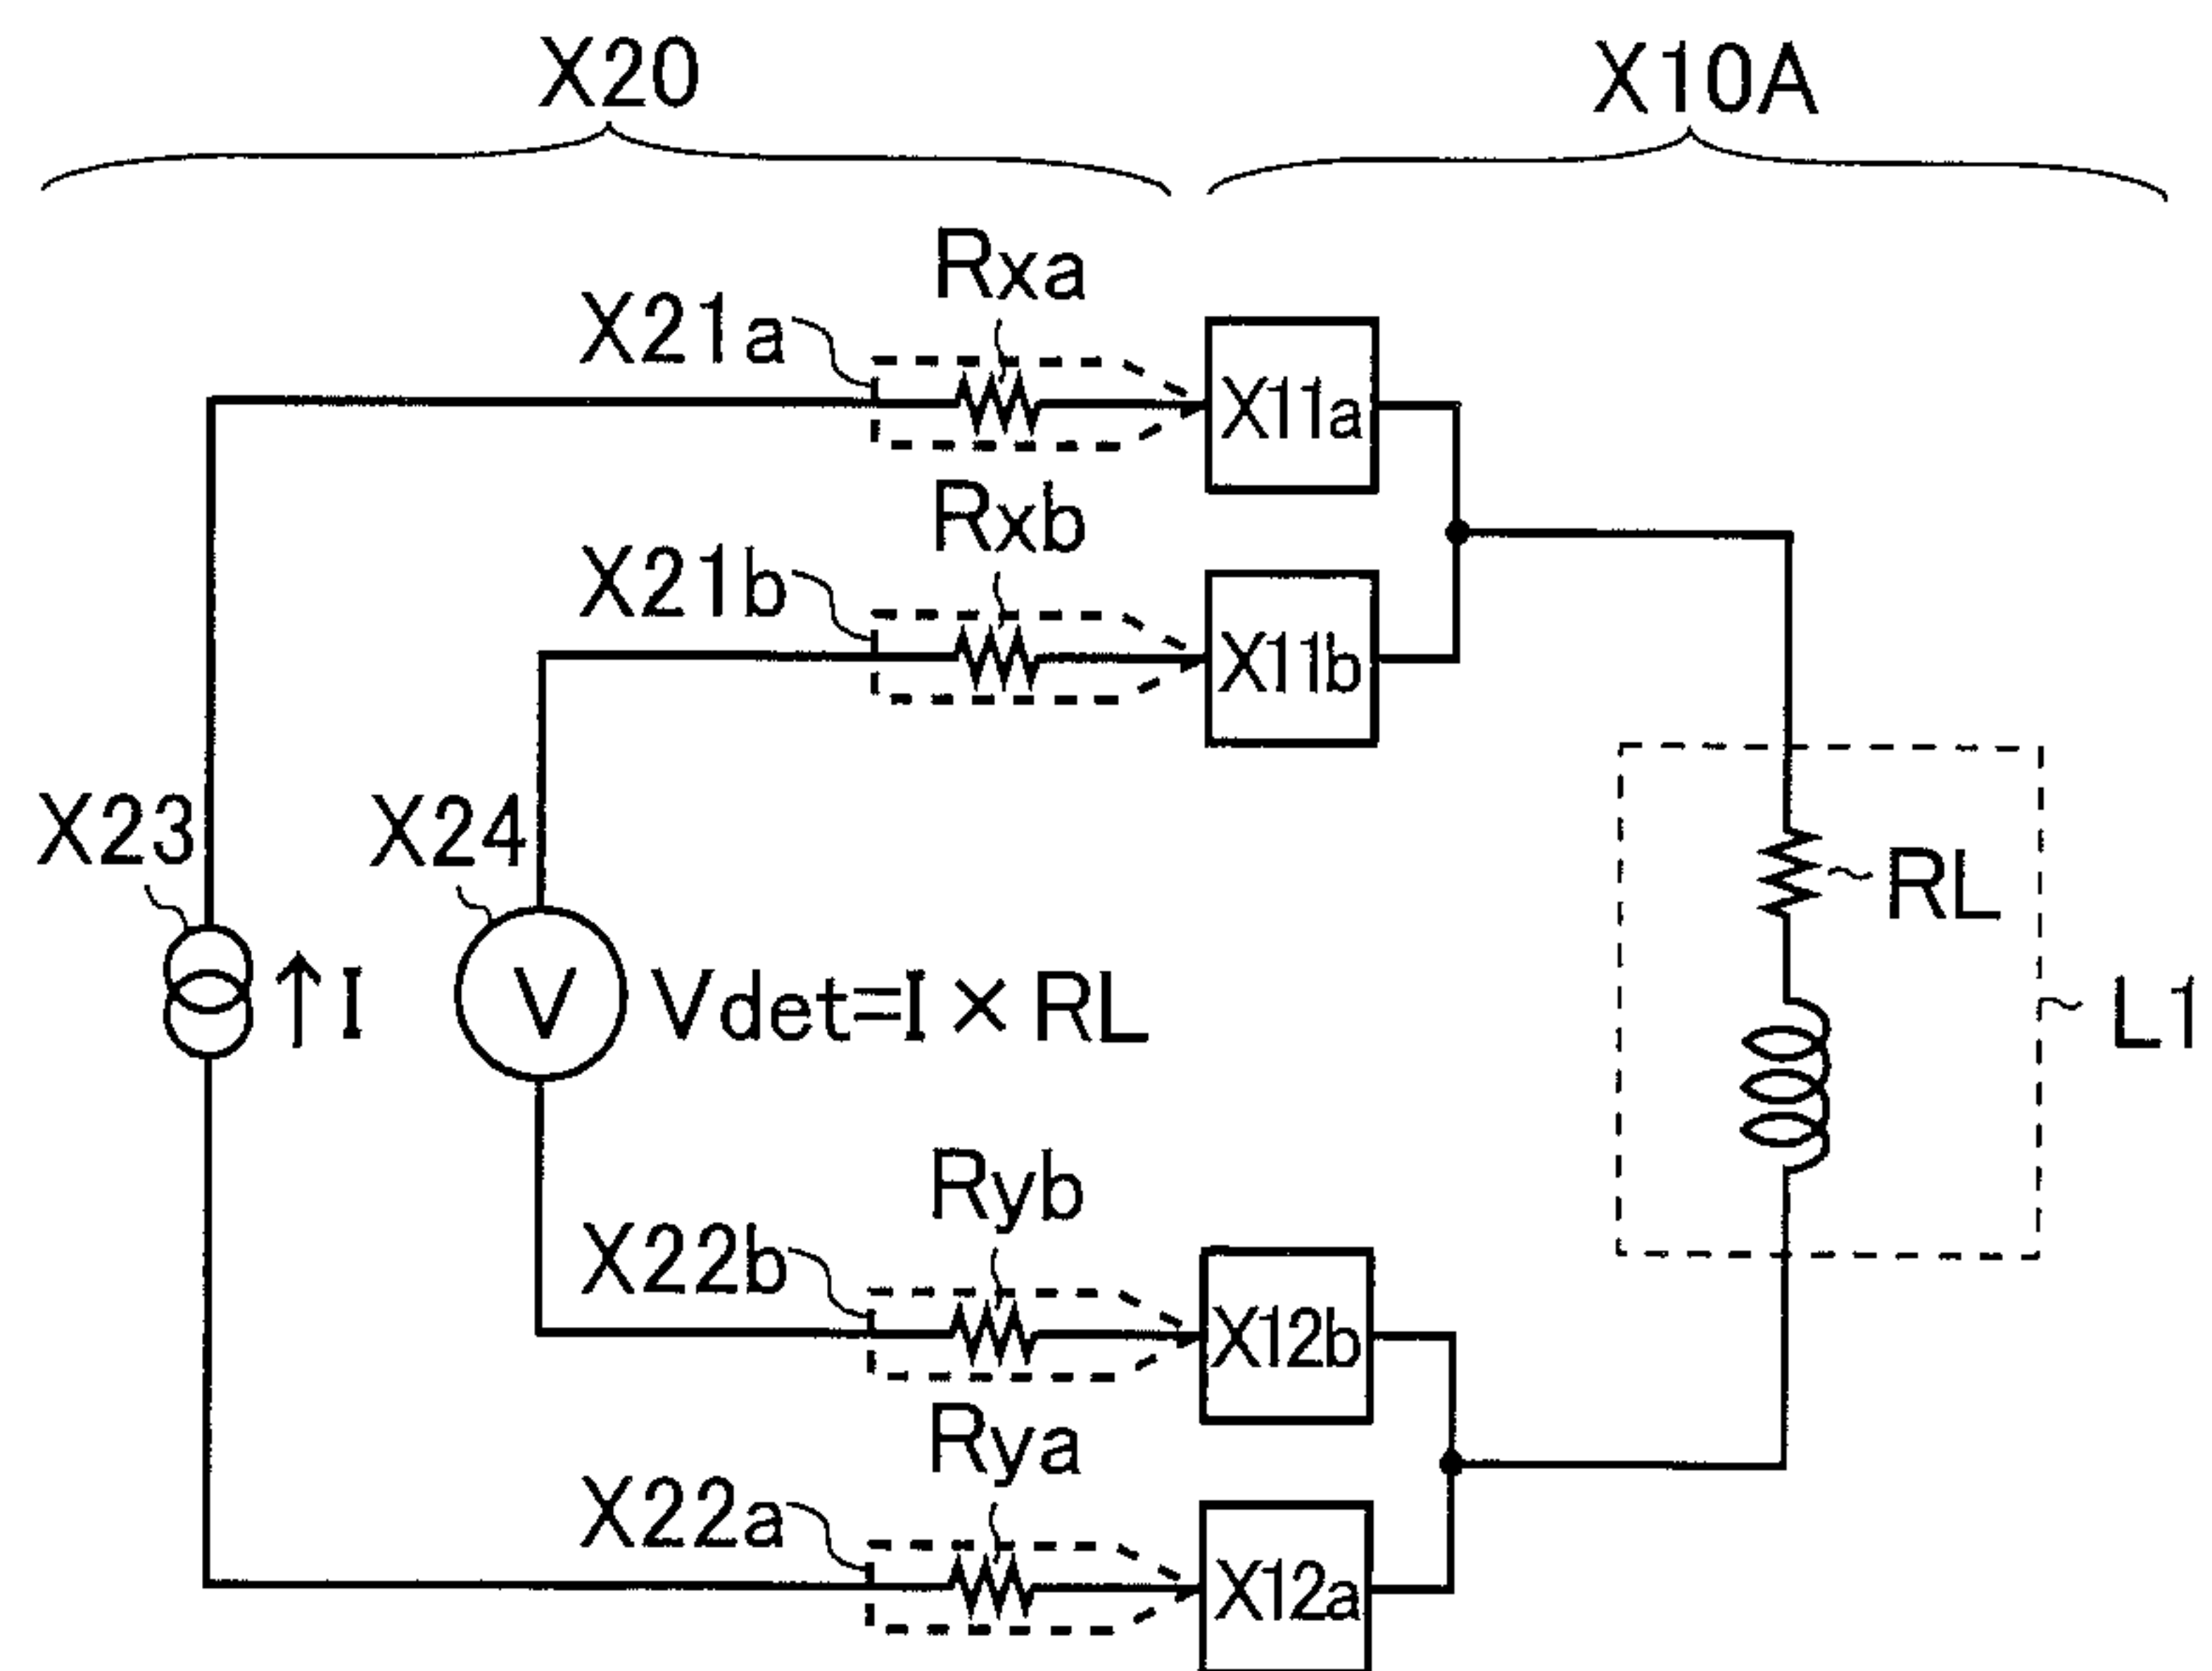 X20
X10A
Rxa
X21a
X11a
Rxb
X21b
X11b
X23
X24
RL
↑I
V
Vdet=I×RL
L1
Ryb
X22b
X12b
Rya
X22a
X12a